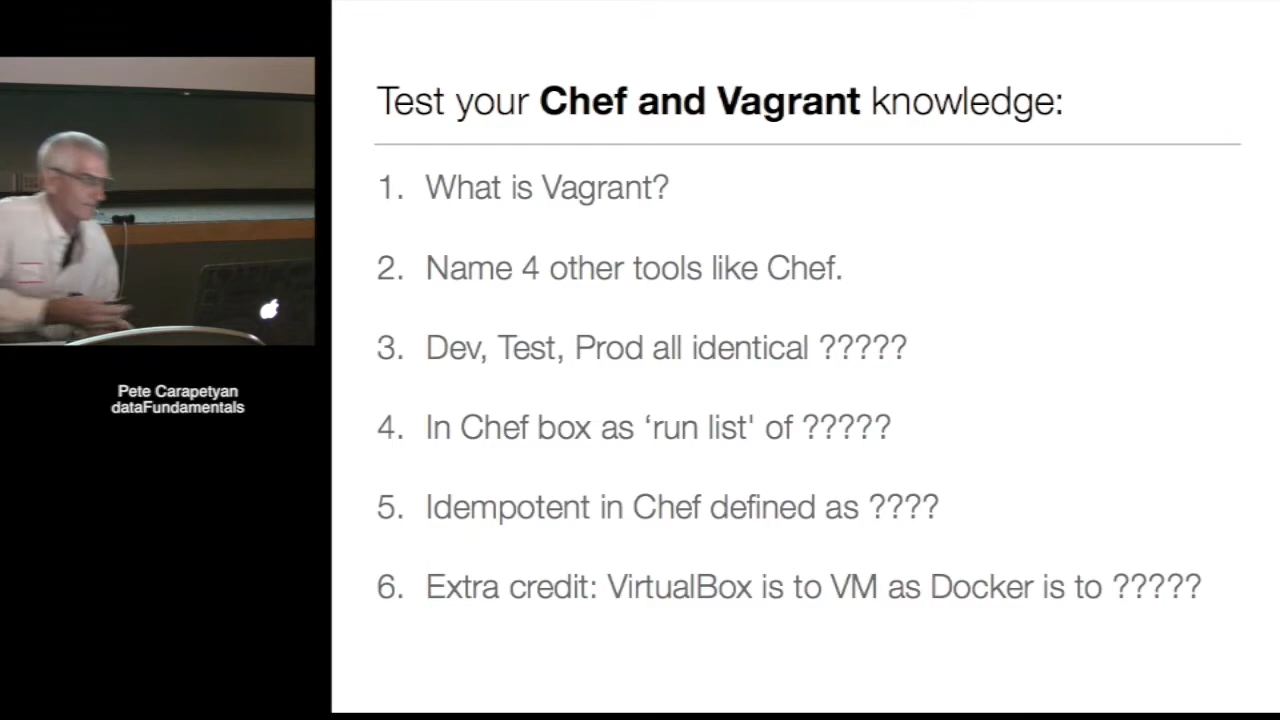 Test your Chef and Vagrant knowledge:
1. What is Vagrant?
2. Name 4 other tools like Chef.
3. Dev, Test, Prod all identical ?????
4. In Chef box as ‘run list' of ?????
5. Idempotent in Chef defined as ????
6. Extra credit: VirtualBox is to VM as Docker is to ?????
Pete Carapetyan
dataFundamentals